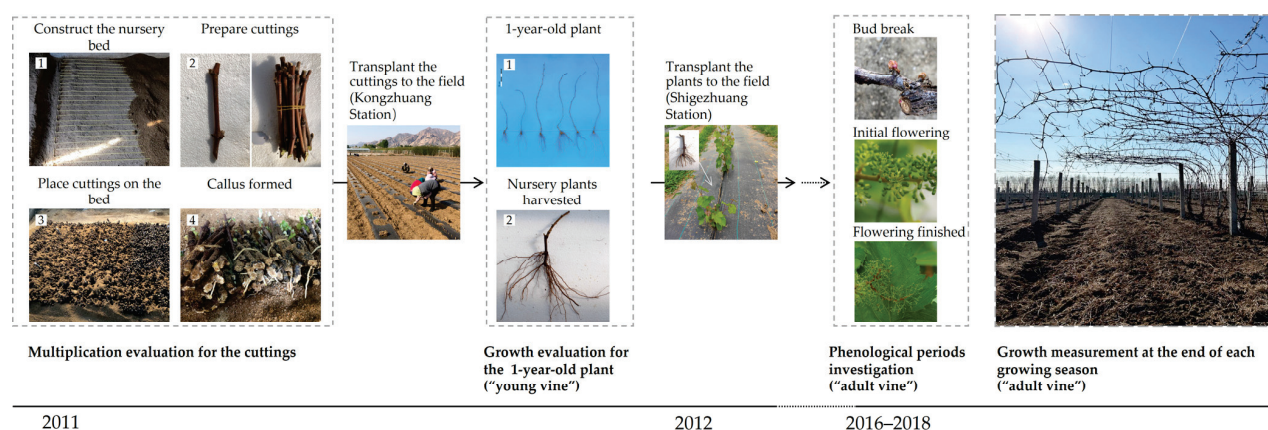 Construct the nursery
bed
1
Prepare cuttings
2
Place cuttings on the
bed
3
Callus formed
4
Transplant the
cuttings to the field
(Kongzhuang
Station)
1-year-old plant
1
Nursery plants
harvested
2
Transplant the
plants to the field
(Shigezhuang
Station)
Bud break
Initial flowering
Flowering finished
Multiplication evaluation for the cuttings
Growth evaluation for
the 1-year-old plant
("young vine")
Phenological periods
investigation
("adult vine")
Growth measurement at the end of each
growing season
("adult vine")
2011
2012
2016–2018